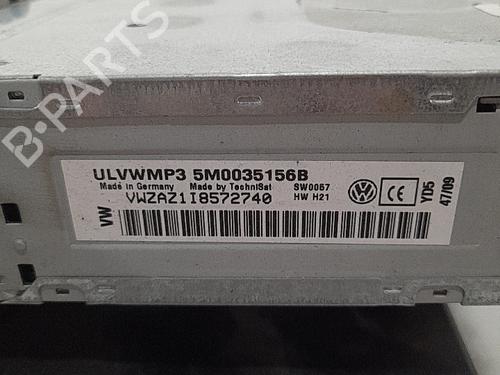 B-PARTS
ULVWMP3 5M0035156B
Made in Germany Made by TechniSat SW0067
VWZAZ1I8572740 HW H21
VW
CE
YD5
47/09